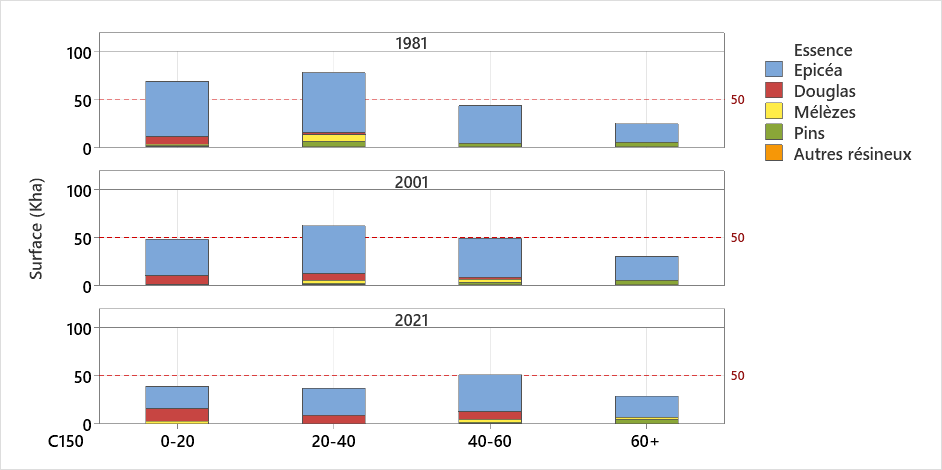 1981
100
50
0
50
2001
100
50
0
50
Surface (Kha)
2021
100
50
0
50
C150
0-20
20-40
40-60
60+
Essence
Epicéa
Douglas
Mélèzes
Pins
Autres résineux